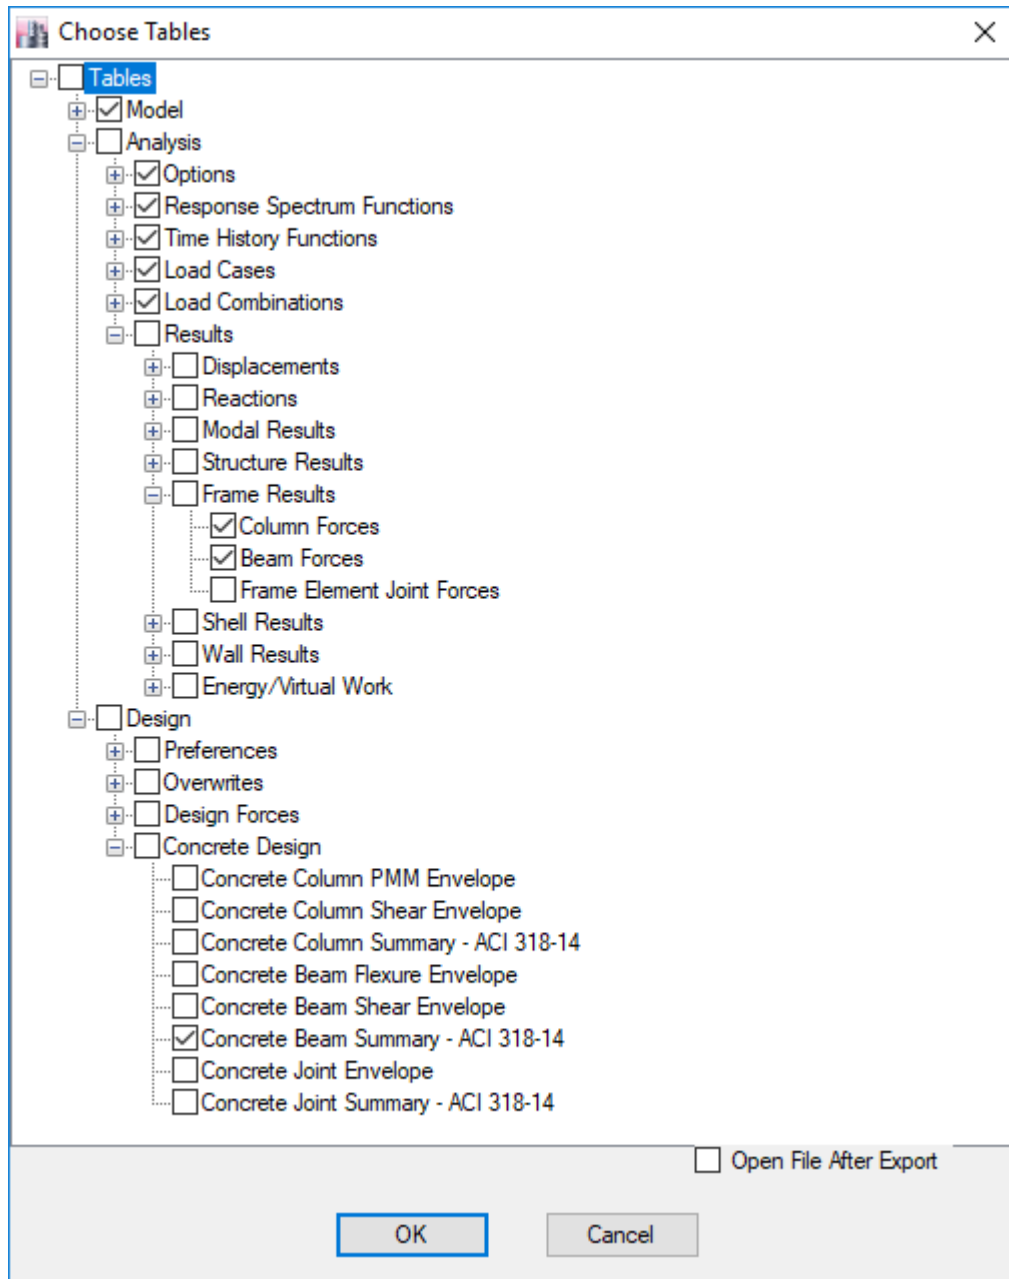 Choose Tables
Tables
Model
Analysis
Options
Response Spectrum Functions
Time History Functions
Load Cases
Load Combinations
Results
Displacements
Reactions
Modal Results
Structure Results
Frame Results
Column Forces
Beam Forces
Frame Element Joint Forces
Shell Results
Wall Results
Energy/Virtual Work
Design
Preferences
Overwrites
Design Forces
Concrete Design
Concrete Column PMM Envelope
Concrete Column Shear Envelope
Concrete Column Summary - ACI 318-14
Concrete Beam Flexure Envelope
Concrete Beam Shear Envelope
Concrete Beam Summary - ACI 318-14
Concrete Joint Envelope
Concrete Joint Summary - ACI 318-14
Open File After Export
OK Cancel